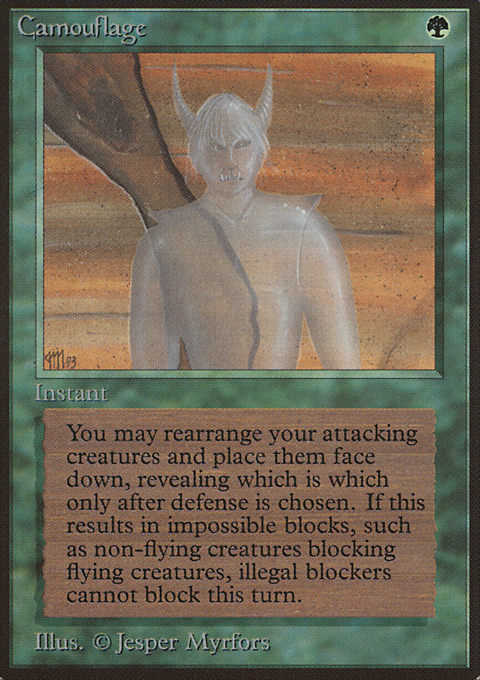 Camouflage
Instant
You may rearrange your attacking
creatures and place them face
down, revealing which is which
only after defense is chosen. If this
results in impossible blocks, such
as non-flying creatures blocking
flying creatures, illegal blockers
cannot block this turn.
Illus. © Jesper Myrfors